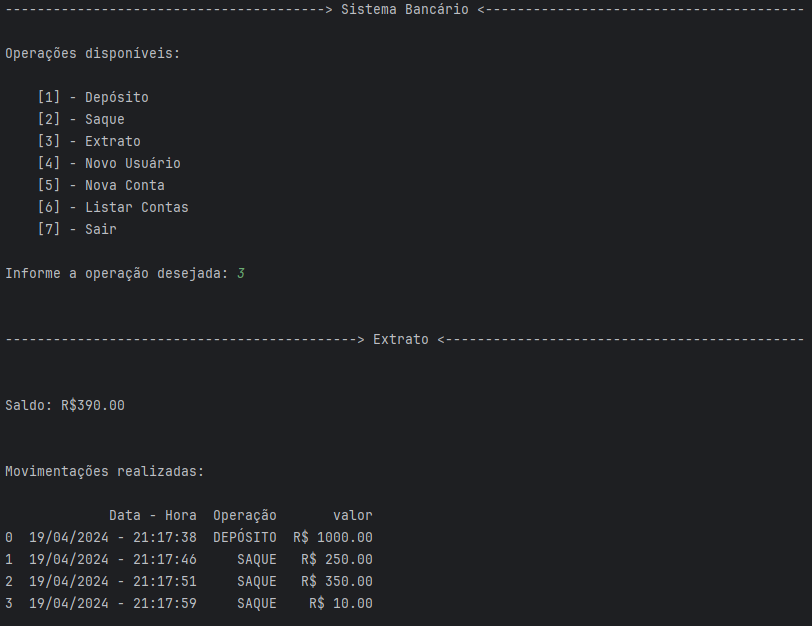 ----------------------------------------> Sistema Bancário <----------------------------------------
Operações disponíveis:
[1] - Depósito
[2] - Saque
[3] - Extrato
[4] - Novo Usuário
[5] - Nova Conta
[6] - Listar Contas
[7] - Sair
Informe a operação desejada: 3
--------------------------------------------> Extrato <---------------------------------------------
Saldo: R$390.00
Movimentações realizadas:
Data - Hora  Operação       valor
0  19/04/2024 - 21:17:38  DEPÓSITO  R$ 1000.00
1  19/04/2024 - 21:17:46     SAQUE   R$ 250.00
2  19/04/2024 - 21:17:51     SAQUE   R$ 350.00
3  19/04/2024 - 21:17:59     SAQUE    R$ 10.00